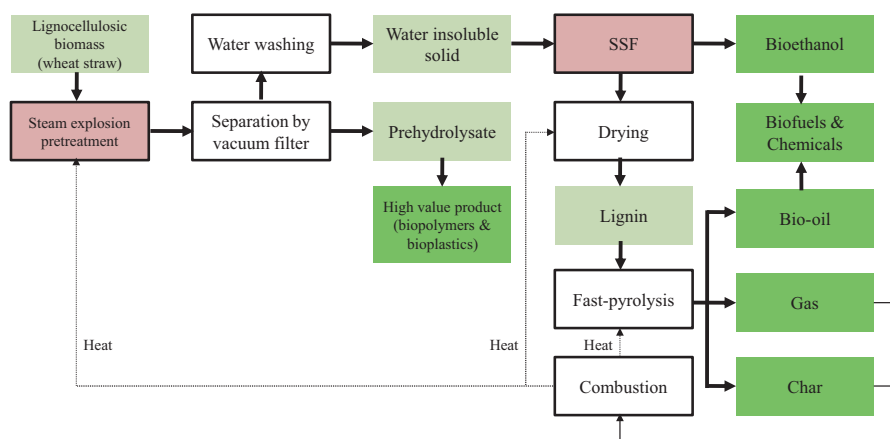 Lignocellulosic
biomass
(wheat straw)
Water washing
Water insoluble
solid
SSF
Bioethanol
Steam explosion
pretreatment
Separation by
vacuum filter
Prehydrolysate
Drying
Biofuels &
Chemicals
High value product
(biopolymers &
bioplastics)
Lignin
Bio-oil
Fast-pyrolysis
Gas
Heat
Heat
Heat
Combustion
Char